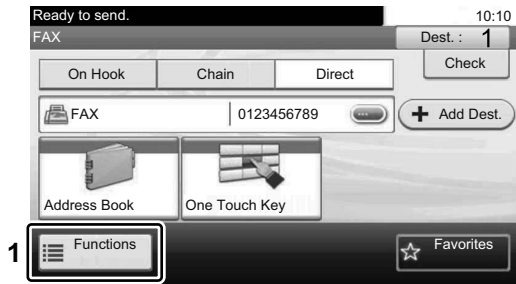 Ready to send. 10:10
FAX Dest. : 1
On Hook Chain Direct Check
FAX 0123456789 ... + Add Dest.
Address Book One Touch Key
1 Functions Favorites